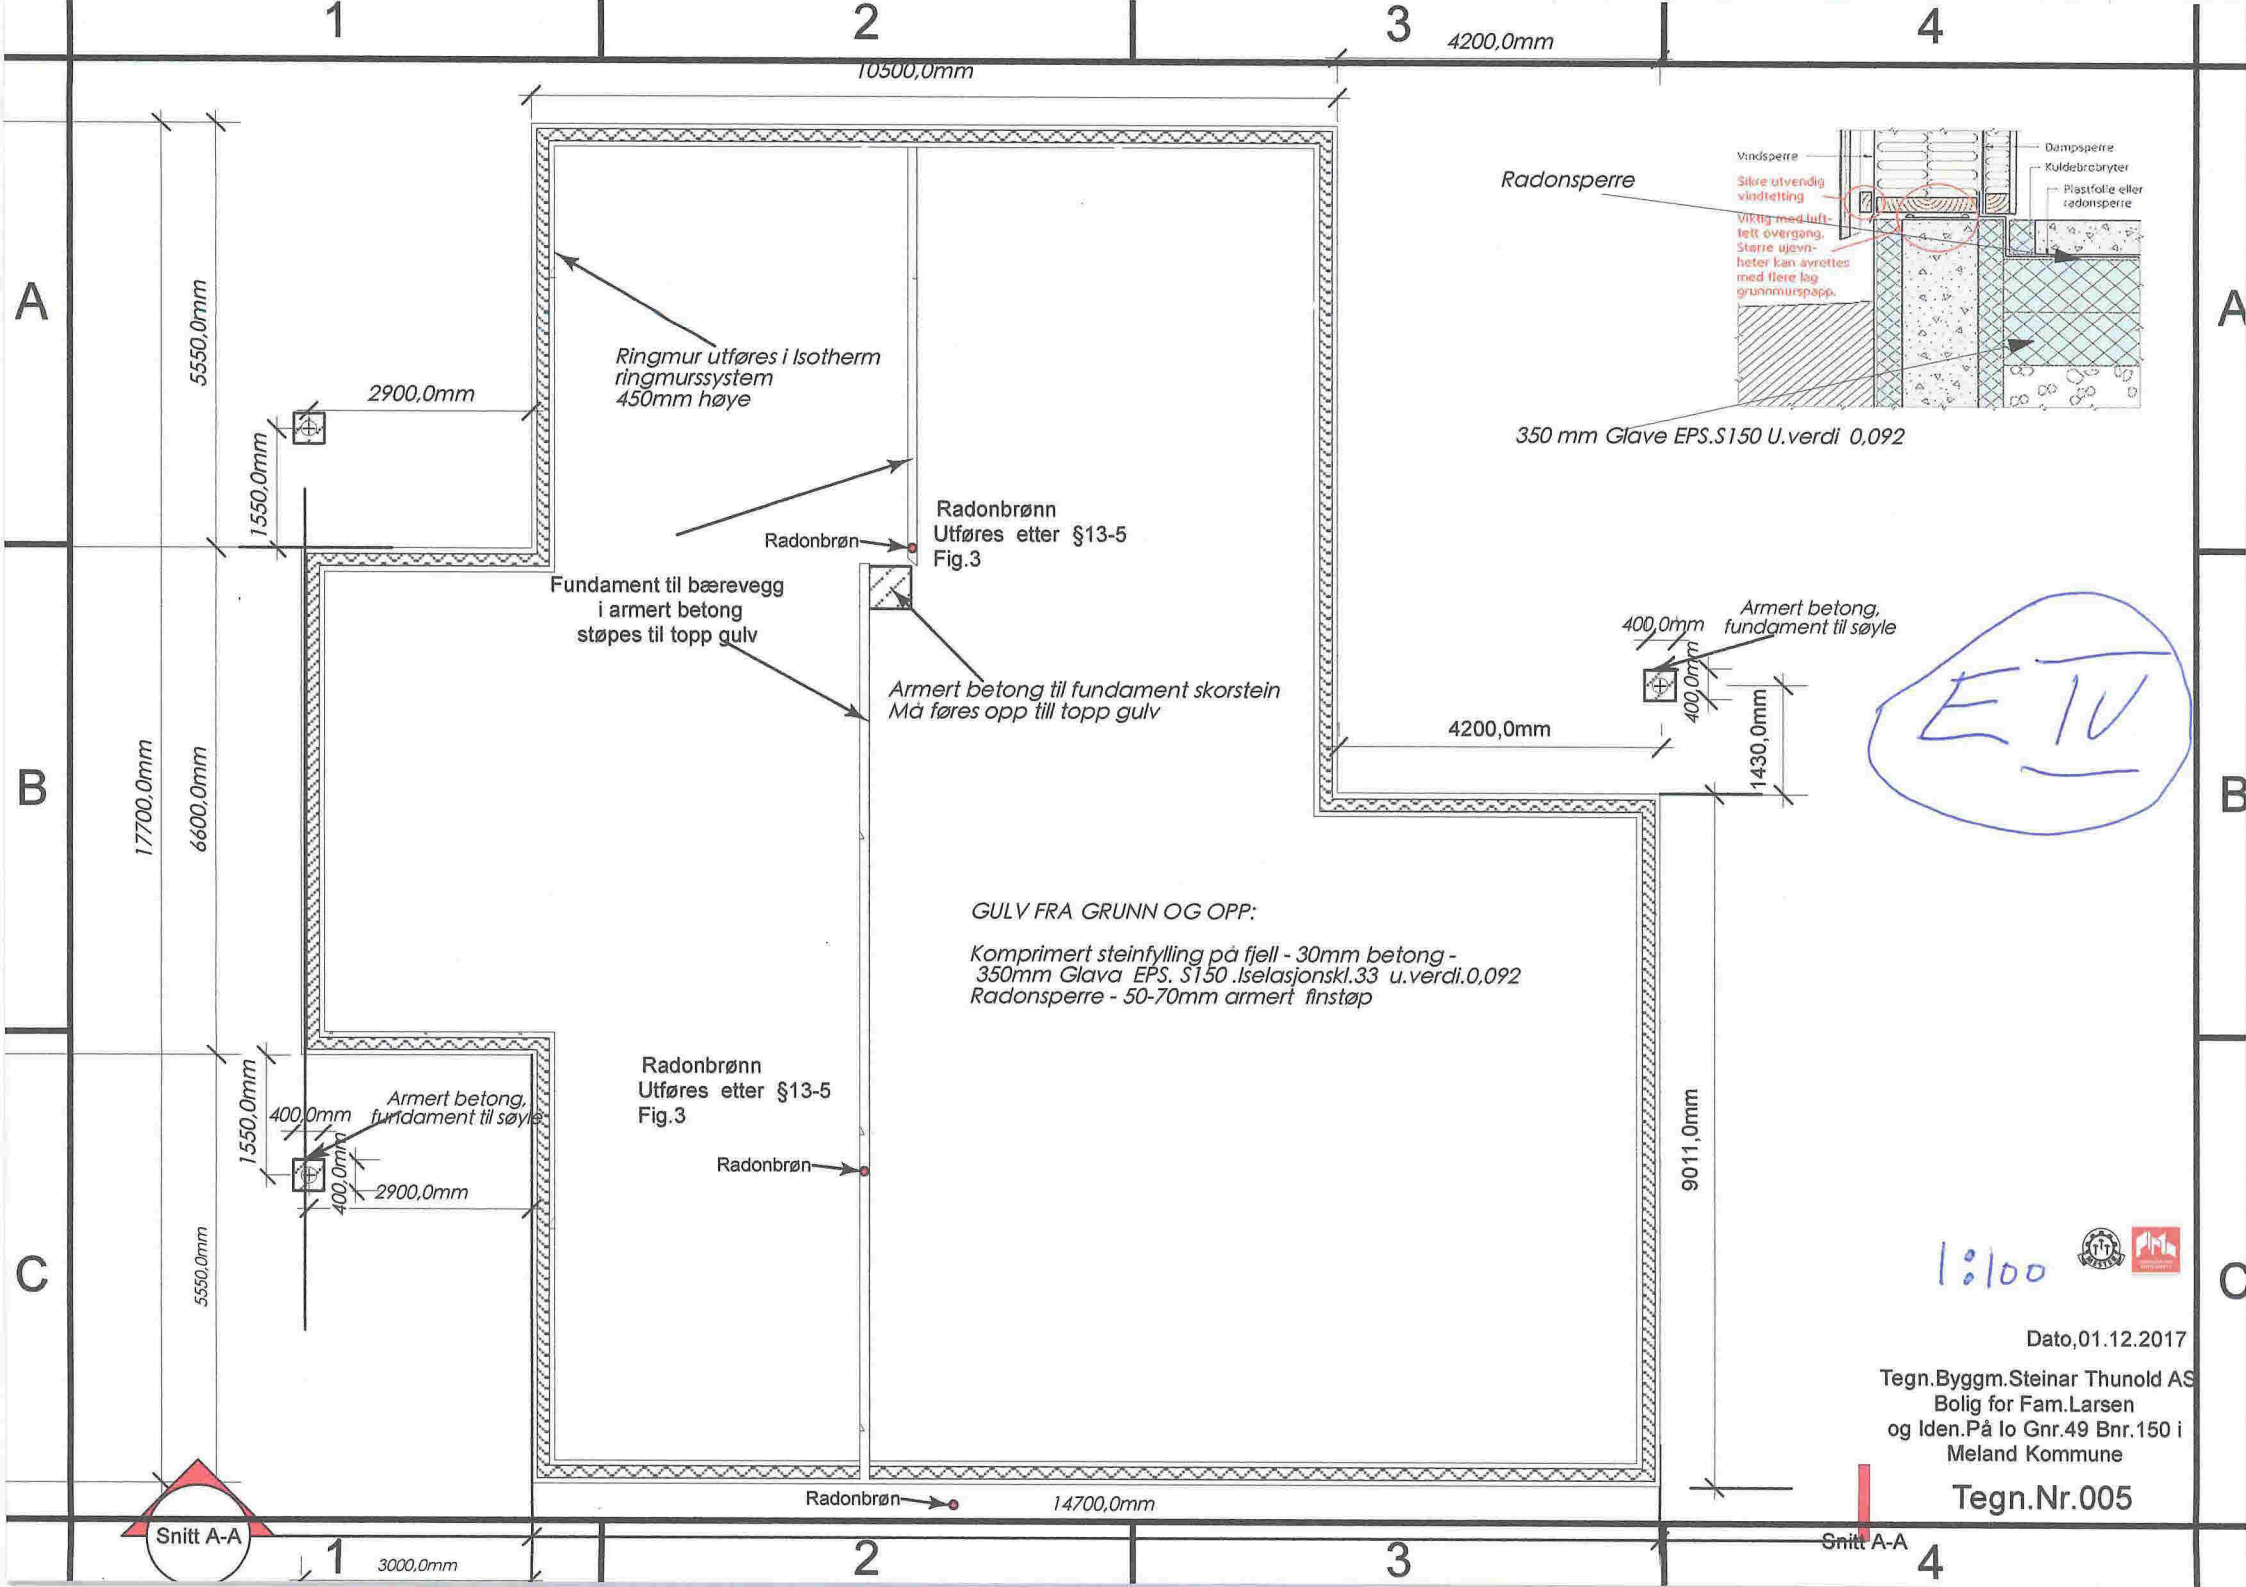 1
2
3
4
4200,0mm
10500,0mm
A
A
B
B
C
C
5550,0mm
17700,0mm
6600,0mm
5550,0mm
2900,0mm
1550,0mm
Ringmur utføres i Isotherm
ringmurssystem
450mm høye
Radonsperre
Vindsperre
Sikre utvendig
vindtetting
Viktig med luft-
tett overgang.
Større ujevn-
heter kan avrettes
med flere lag
grunnmurspapp.
Dampsperre
Kuldebrobryter
Plastfolie eller
radonsperre
350 mm Glave EPS.S150 U.verdi 0,092
Radonbrøn
Radonbrønn
Utføres etter §13-5
Fig.3
Fundament til bærevegg
i armert betong
støpes til topp gulv
Armert betong til fundament skorstein
Må føres opp till topp gulv
Armert betong,
fundament til søyle
400,0mm
400,0mm
1430,0mm
4200,0mm
E IV
GULV FRA GRUNN OG OPP:
Komprimert steinfylling på fjell - 30mm betong -
350mm Glava EPS. S150 .Iselasjonskl.33 u.verdi.0,092
Radonsperre - 50-70mm armert finstøp
Radonbrønn
Utføres etter §13-5
Fig.3
Radonbrøn
1550,0mm
400,0mm
Armert betong,
fundament til søyle
400,0mm
2900,0mm
9011,0mm
1:100
MESTER
Dato,01.12.2017
Tegn.Byggm.Steinar Thunold AS
Bolig for Fam.Larsen
og Iden.På lo Gnr.49 Bnr.150 i
Meland Kommune
Tegn.Nr.005
Radonbrøn
14700,0mm
Snitt A-A
Snitt A-A
1
3000,0mm
2
3
4